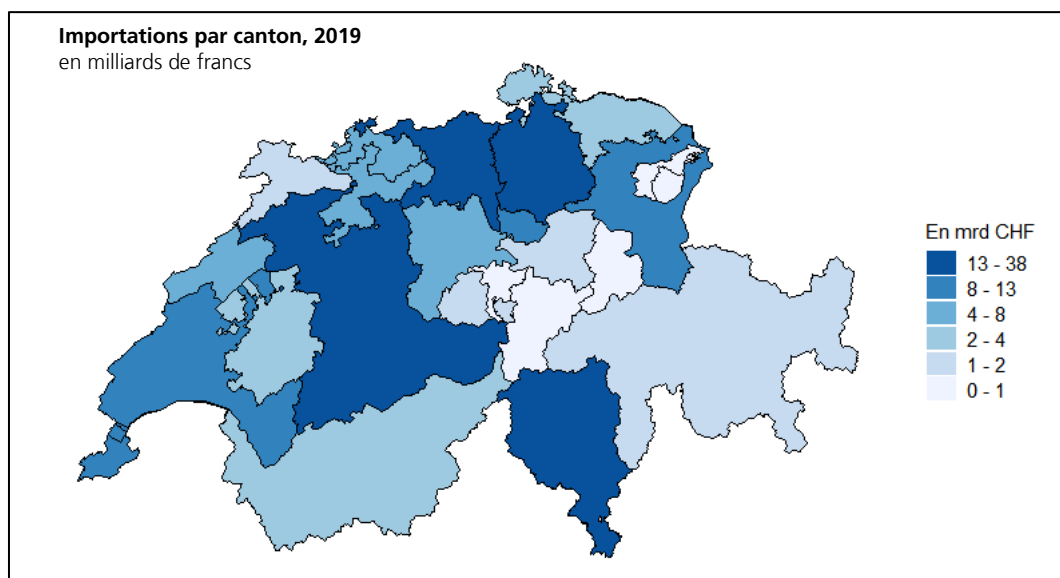 Importations par canton, 2019
en milliards de francs
En mrd CHF
13 - 38
8 - 13
4 - 8
2 - 4
1 - 2
0 - 1